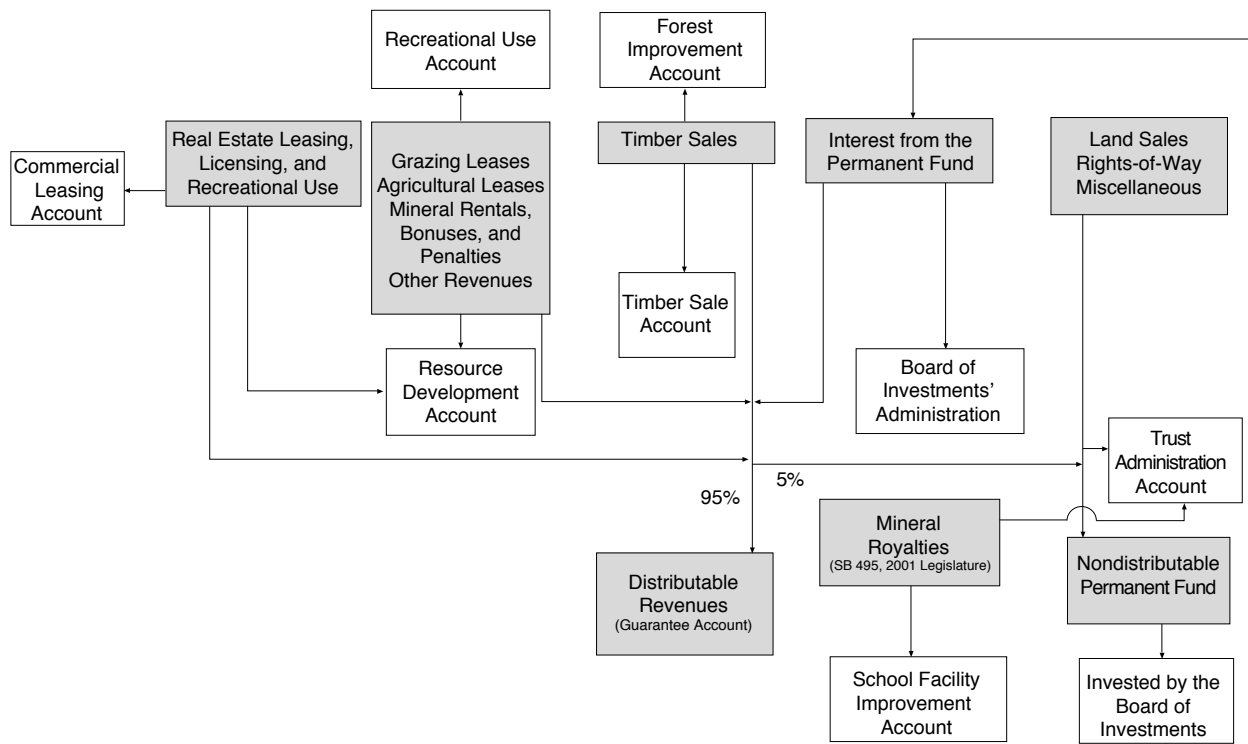 Recreational Use
Account
Forest
Improvement
Account
Commercial
Leasing
Account
Real Estate Leasing,
Licensing, and
Recreational Use
Grazing Leases
Agricultural Leases
Mineral Rentals,
Bonuses, and
Penalties
Other Revenues
Timber Sales
Interest from the
Permanent Fund
Land Sales
Rights-of-Way
Miscellaneous
Timber Sale
Account
Resource
Development
Account
Board of
Investments’
Administration
Trust
Administration
Account
95%
5%
Mineral
Royalties
(SB 495, 2001 Legislature)
Distributable
Revenues
(Guarantee Account)
Nondistributable
Permanent Fund
School Facility
Improvement
Account
Invested by the
Board of
Investments